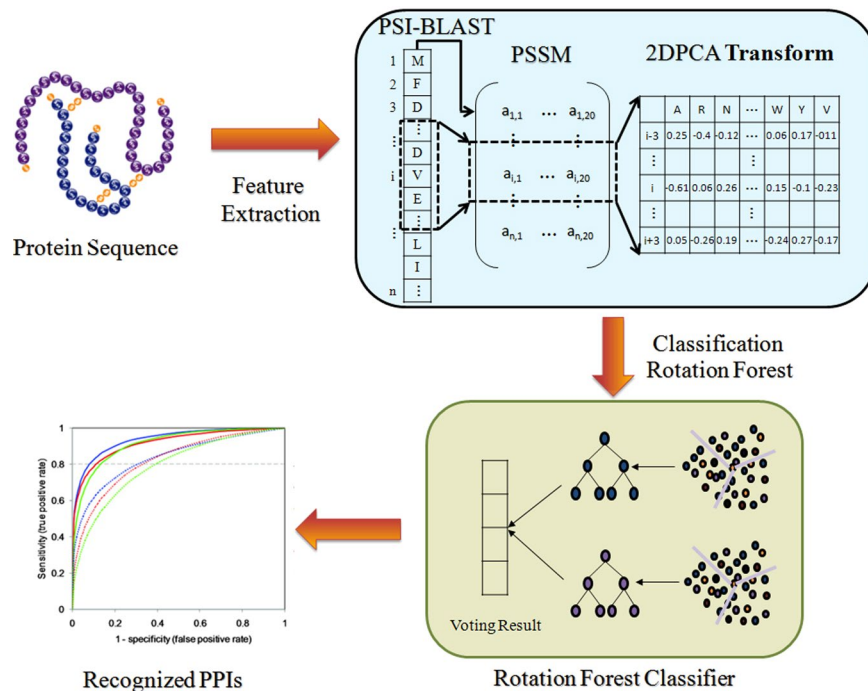 PSI-BLAST
PSSM
2DPCA Transform
1 M
2 F
3 D
⋮
⋮ D
i V
E
⋮
⋮ L
I
n ⋮
a1,1 ... a1,20
⋮ ⋮
ai,1 ... ai,20
⋮ ⋮
an,1 ... an,20
A R N ... W Y V
i-3 0.25 -0.4 -0.12 ... 0.06 0.17 -011
⋮ ⋮
i -0.61 0.06 0.26 ... 0.15 -0.1 -0.23
⋮ ⋮
i+3 0.05 -0.26 0.19 ... -0.24 0.27 -0.17
Feature
Extraction
Protein Sequence
Classification
Rotation Forest
Sensitivity (true positive rate)
1
0.8
0.6
0.4
0.2
0
0 0.2 0.4 0.6 0.8 1
1 - specificity (false positive rate)
Recognized PPIs
Voting Result
Rotation Forest Classifier